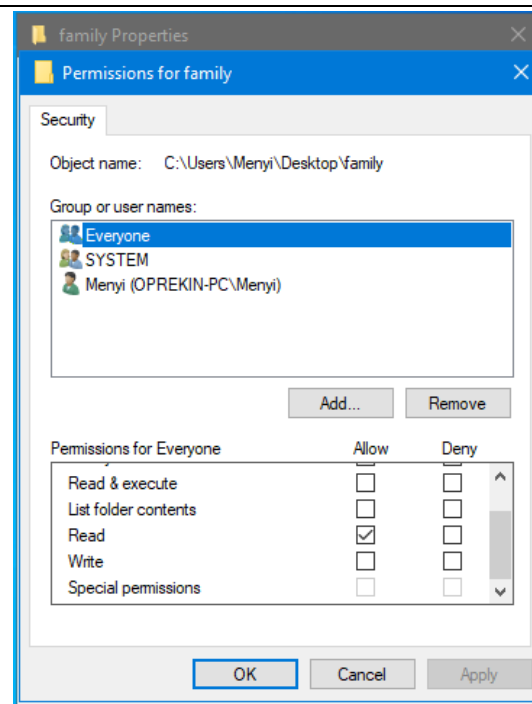 family Properties
Permissions for family
Security
Object name: C:\Users\Menyi\Desktop\family
Group or user names:
Everyone
SYSTEM
Menyi (OPREKIN-PC\Menyi)
Add... Remove
Permissions for Everyone Allow Deny
Read & execute
List folder contents
Read
Write
Special permissions
OK Cancel Apply